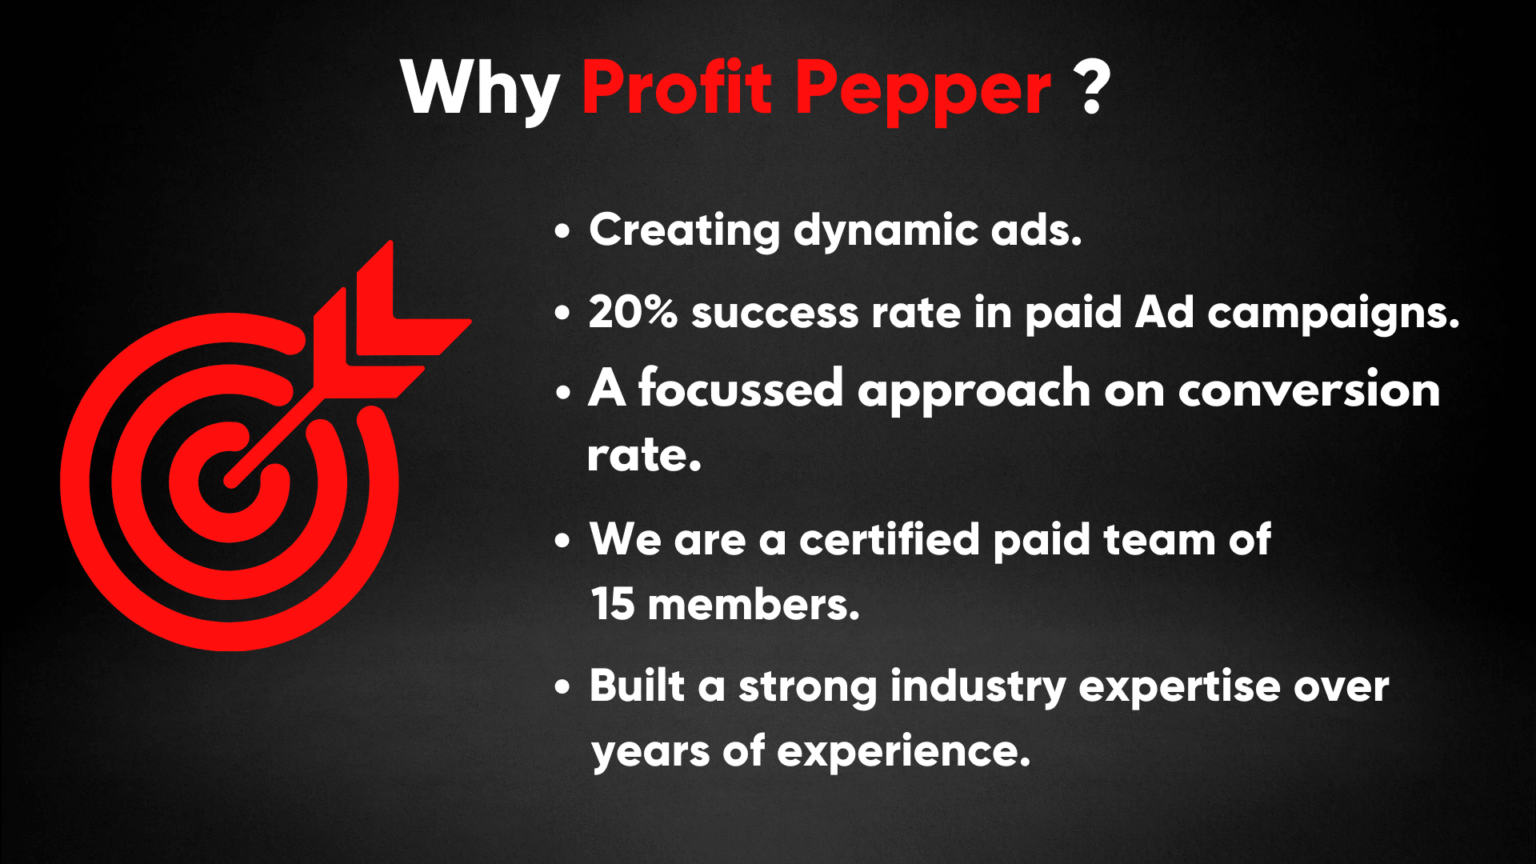 Why Profit Pepper ?
• Creating dynamic ads.
• 20% success rate in paid Ad campaigns.
• A focussed approach on conversion
rate.
• We are a certified paid team of
15 members.
• Built a strong industry expertise over
years of experience.